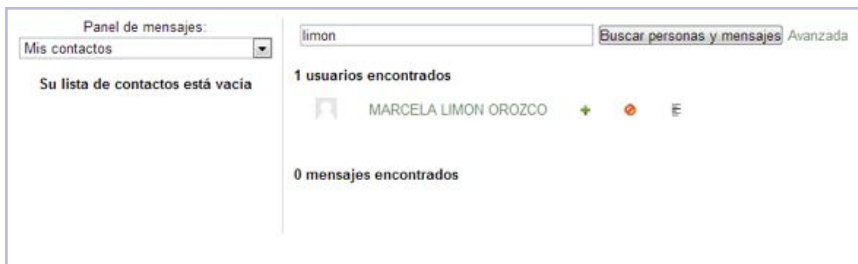 Panel de mensajes:
Mis contactos
Su lista de contactos está vacía
limon
Buscar personas y mensajes Avanzada
1 usuarios encontrados
MARCELA LIMON OROZCO
0 mensajes encontrados